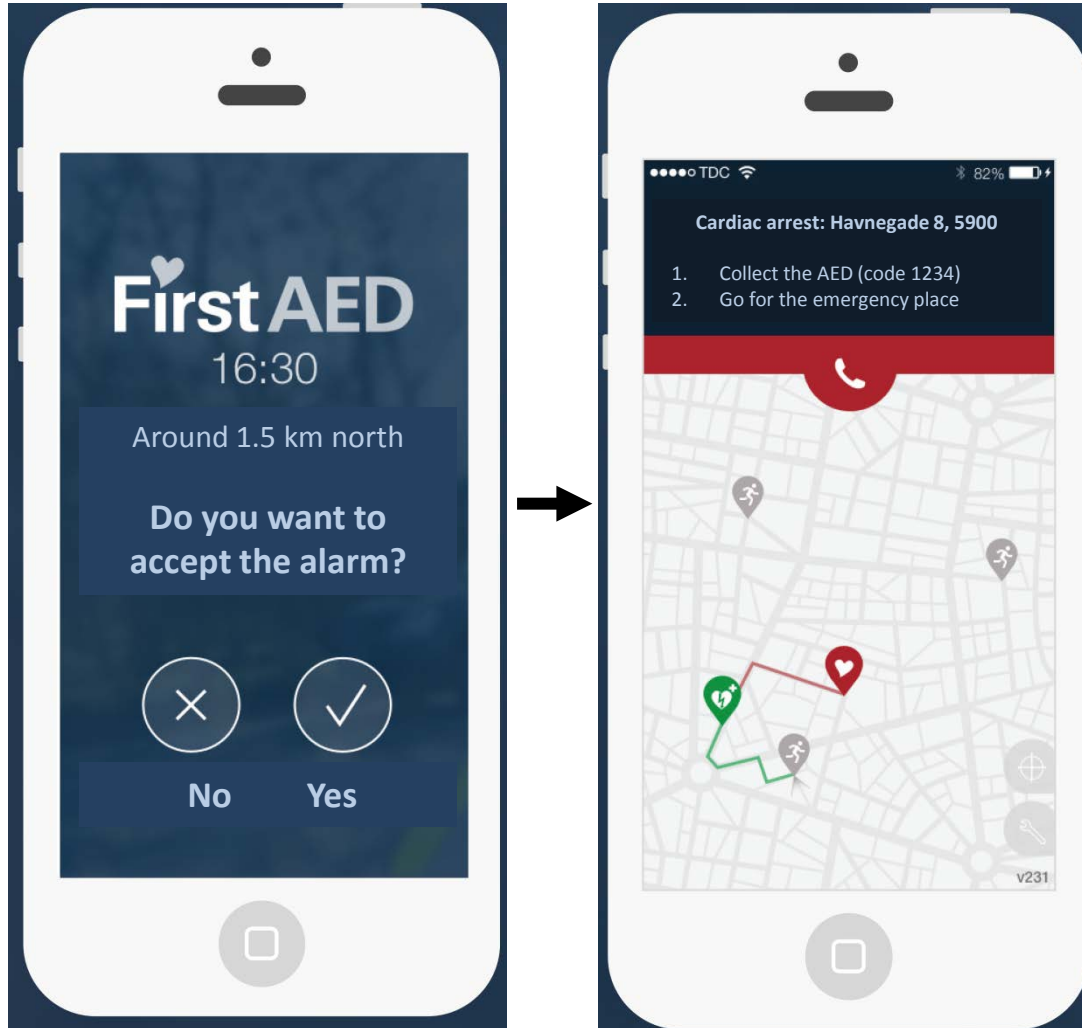 First AED
16:30
Around 1.5 km north
Do you want to
accept the alarm?
No Yes
TDC 82%
Cardiac arrest: Havnegade 8, 5900
1. Collect the AED (code 1234)
2. Go for the emergency place
v231